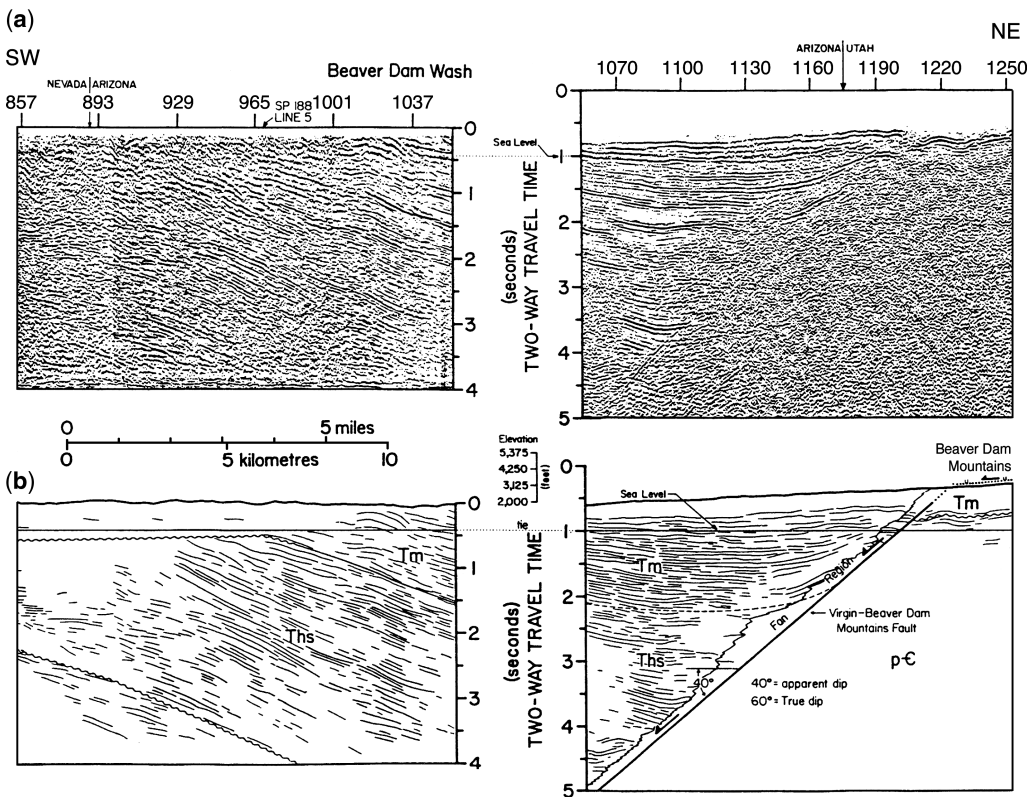 (a)
SW
NE
NEVADA ARIZONA
Beaver Dam Wash
ARIZONA UTAH
857 893 929 965 1001 1037
SP 188
LINE 5
1070 1100 1130 1160 1190 1220 1250
0
1
2
3
4
Sea Level
TWO-WAY TRAVEL TIME
(seconds)
0
1
2
3
4
5
0 5 miles
0 5 kilometres 10
Elevation
5,375
4,250
3,125
2,000
(feet)
(b)
Beaver Dam
Mountains
Sea Level
tie
Tm
Ths
0
1
2
3
4
TWO-WAY TRAVEL TIME
(seconds)
0
1
2
3
4
5
u u
Tm
Tm
Fan Region
Virgin-Beaver Dam
Mountains Fault
p-Є
Ths
40°
40° = apparent dip
60° = True dip